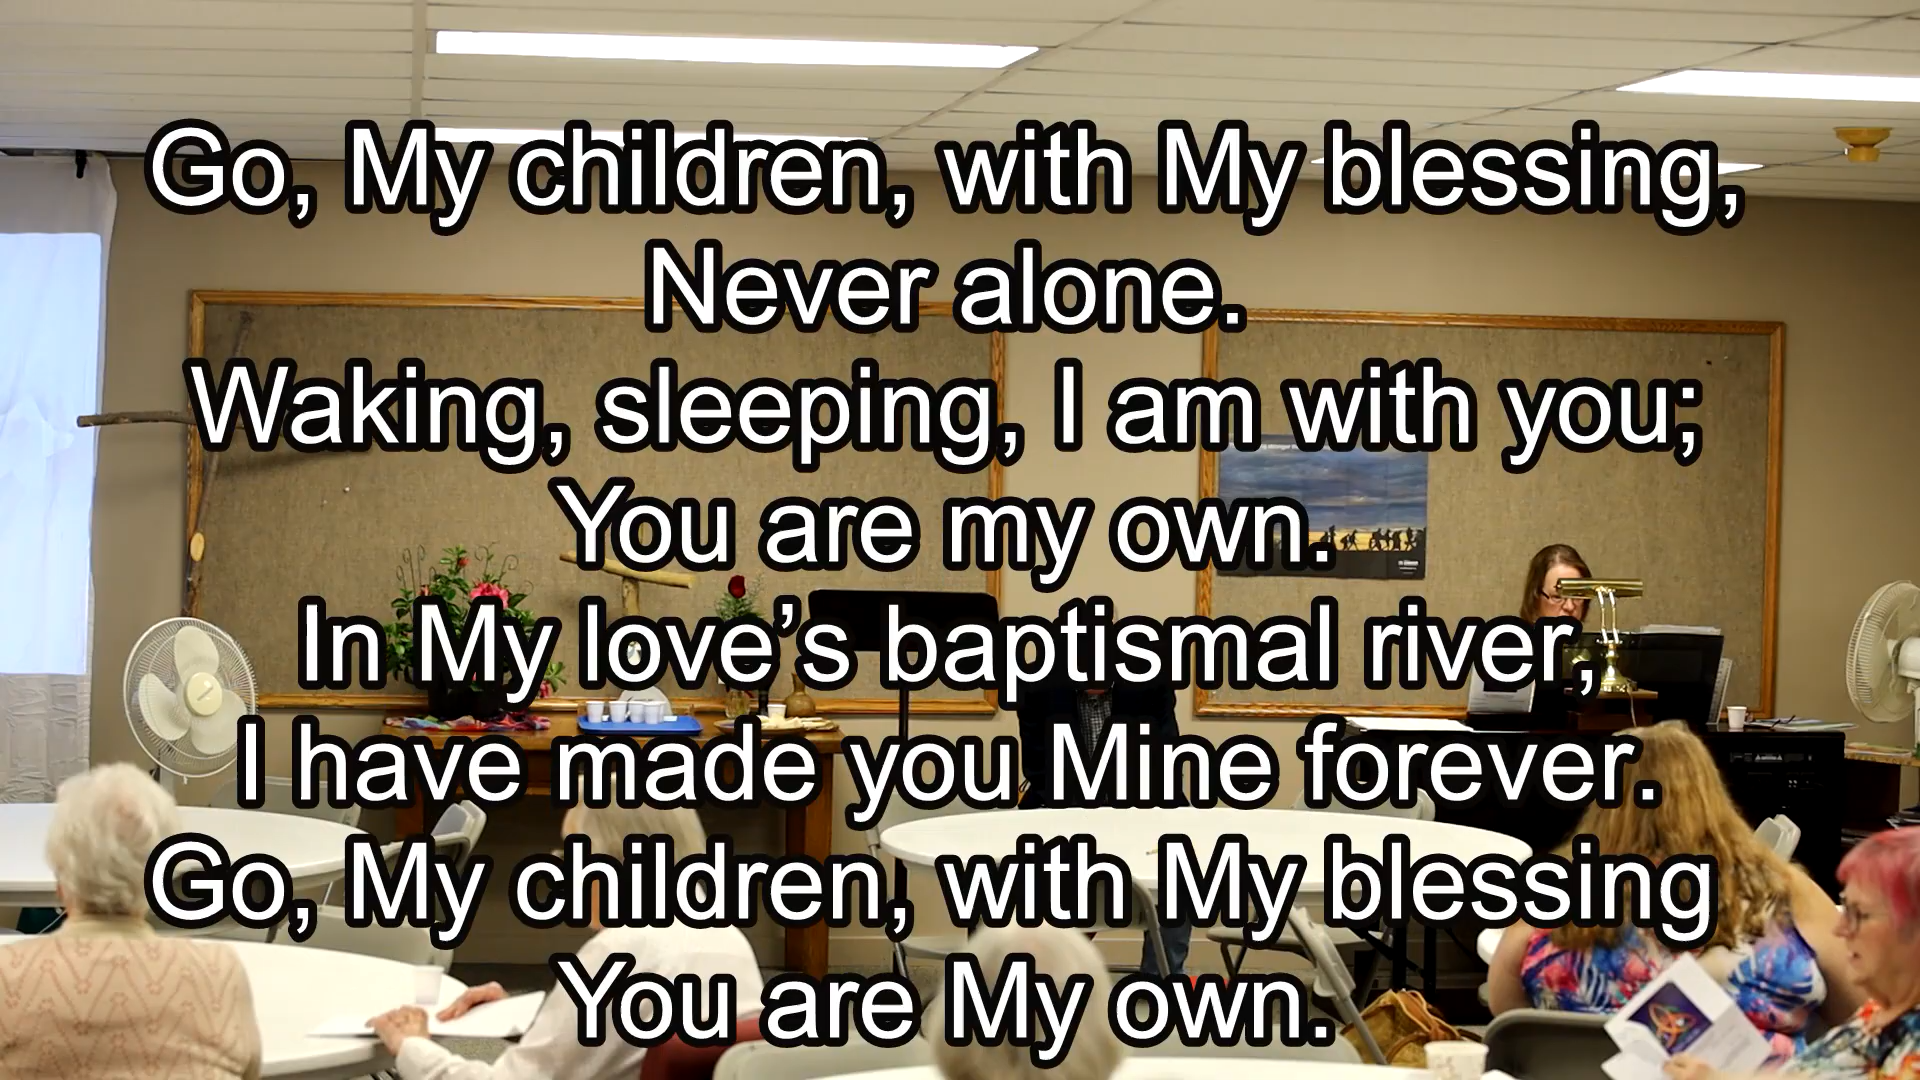 Go, My children, with My blessing,
Never alone.
Waking, sleeping, I am with you;
You are my own.
In My love’s baptismal river,
I have made you Mine forever.
Go, My children, with My blessing
You are My own.